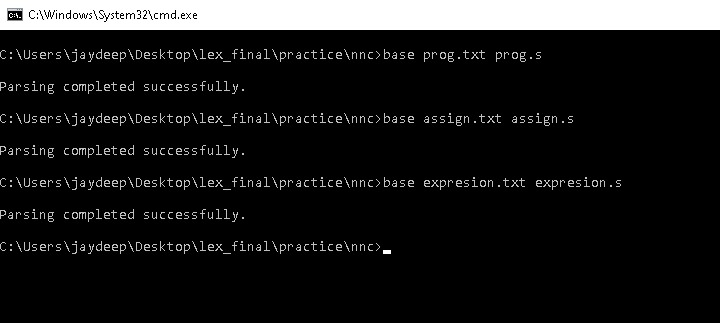 C:\Windows\System32\cmd.exe
C:\Users\jaydeep\Desktop\lex_final\practice\nnc>base prog.txt prog.s
Parsing completed successfully.
C:\Users\jaydeep\Desktop\lex_final\practice\nnc>base assign.txt assign.s
Parsing completed successfully.
C:\Users\jaydeep\Desktop\lex_final\practice\nnc>base expresion.txt expresion.s
Parsing completed successfully.
C:\Users\jaydeep\Desktop\lex_final\practice\nnc>